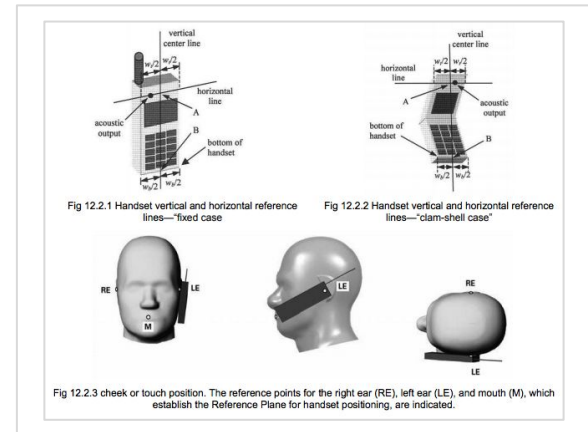 vertical
center line
wₜ/2 wₜ/2
horizontal
line
A
acoustic
output
B
bottom of
handset
w_b/2 w_b/2
Fig 12.2.1 Handset vertical and horizontal reference
lines—“fixed case
vertical
center line
wₜ/2 wₜ/2
horizontal
line
A
acoustic
output
bottom of
handset
B
w_b/2 w_b/2
Fig 12.2.2 Handset vertical and horizontal reference
lines—“clam-shell case”
RE LE
M
LE
RE
LE
Fig 12.2.3 cheek or touch position. The reference points for the right ear (RE), left ear (LE), and mouth (M), which
establish the Reference Plane for handset positioning, are indicated.